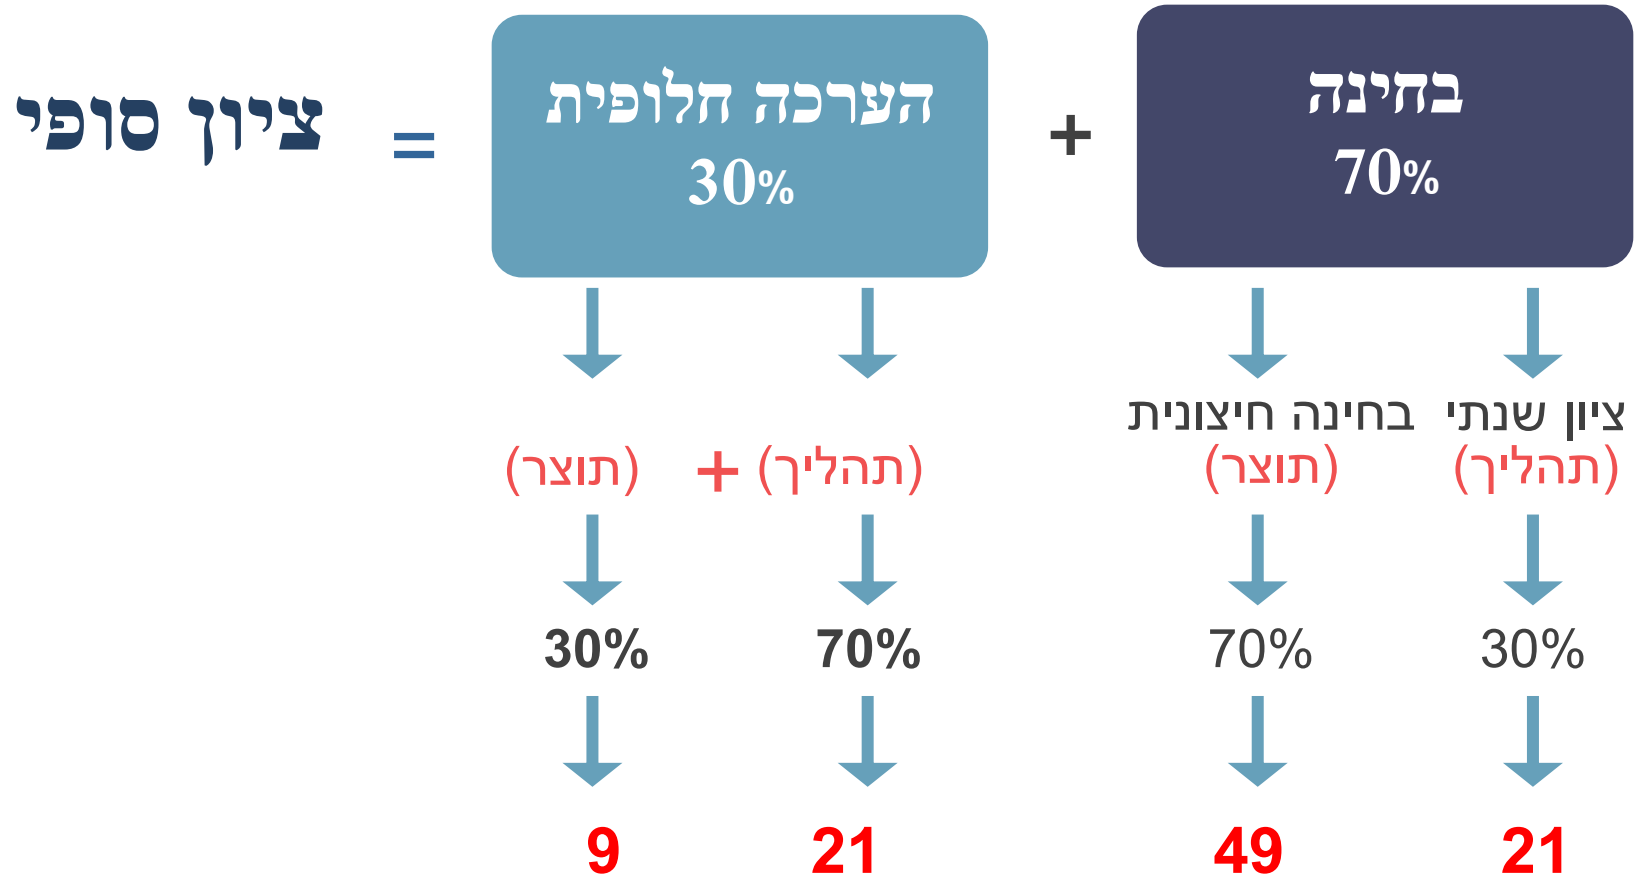 בחינה
70%
+
הערכה חלופית
30%
=
ציון סופי
ציון שנתי
(תהליך)
בחינה חיצונית
(תוצר)
(תהליך) + (תוצר)
30%
70%
70%
30%
21
49
21
9